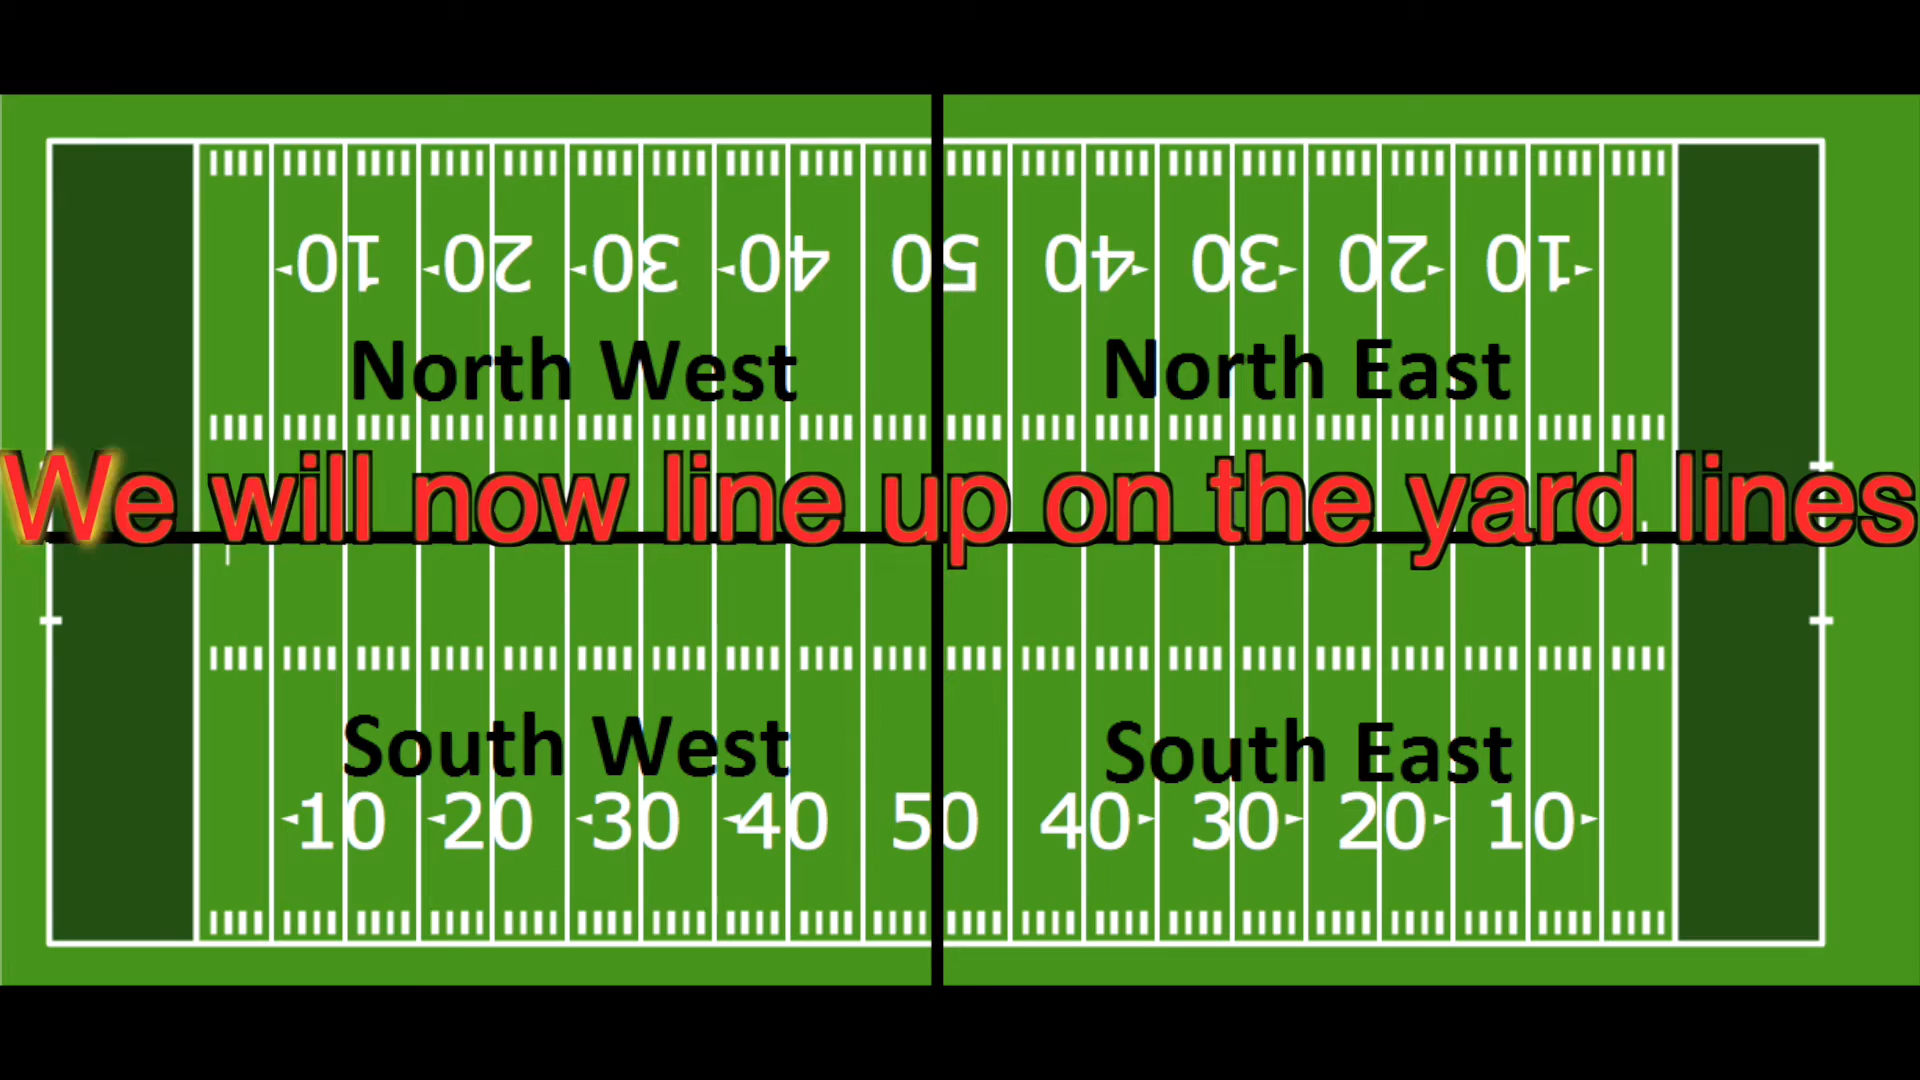 10 20 30 40 50 40 30 20 10
North West North East
We will now line up on the yard lines
South West South East
10 20 30 40 50 40 30 20 10